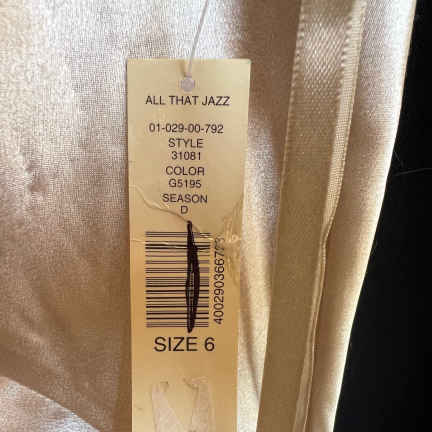 ALL THAT JAZZ
01-029-00-792
STYLE
31081
COLOR
G5195
SEASON
D
SIZE 6